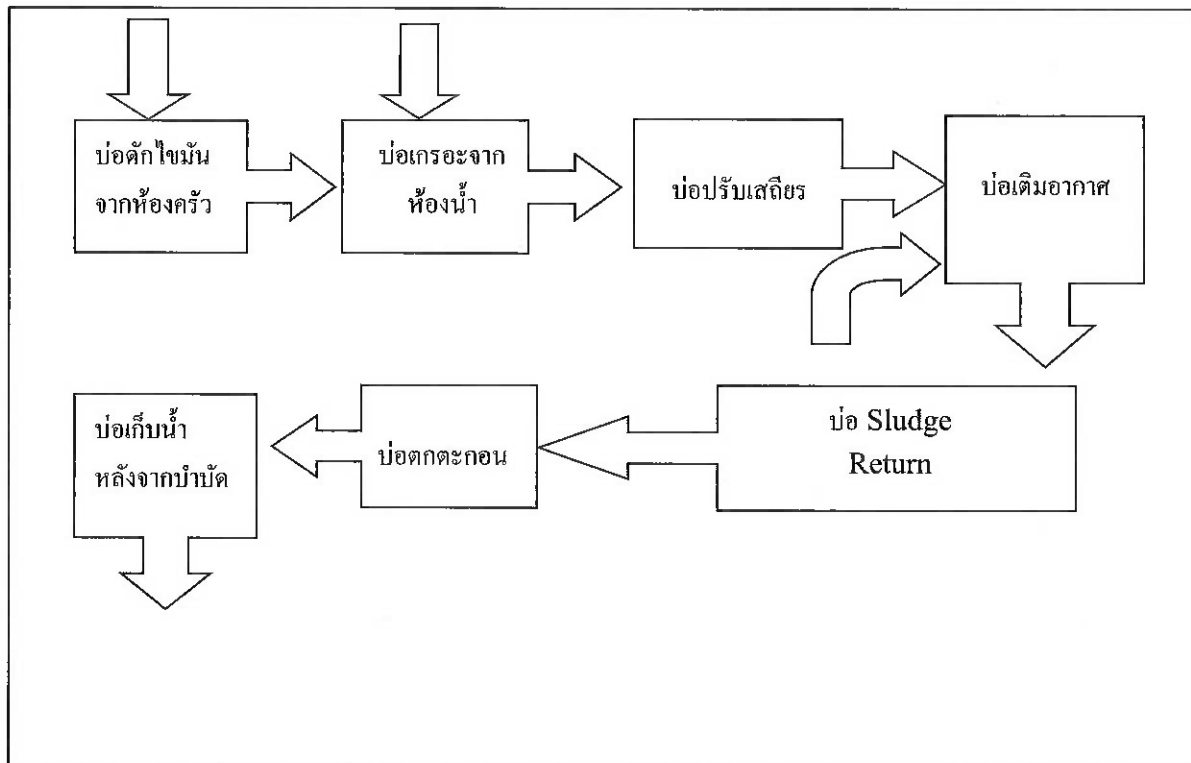 บ่อดักไขมัน
จากห้องครัว
บ่อเกรอะจาก
ห้องน้ำ
บ่อปรับเสถียร
บ่อเติมอากาศ
บ่อเก็บน้ำ
หลังจากบำบัด
บ่อตกตะกอน
บ่อ Sludge
Return